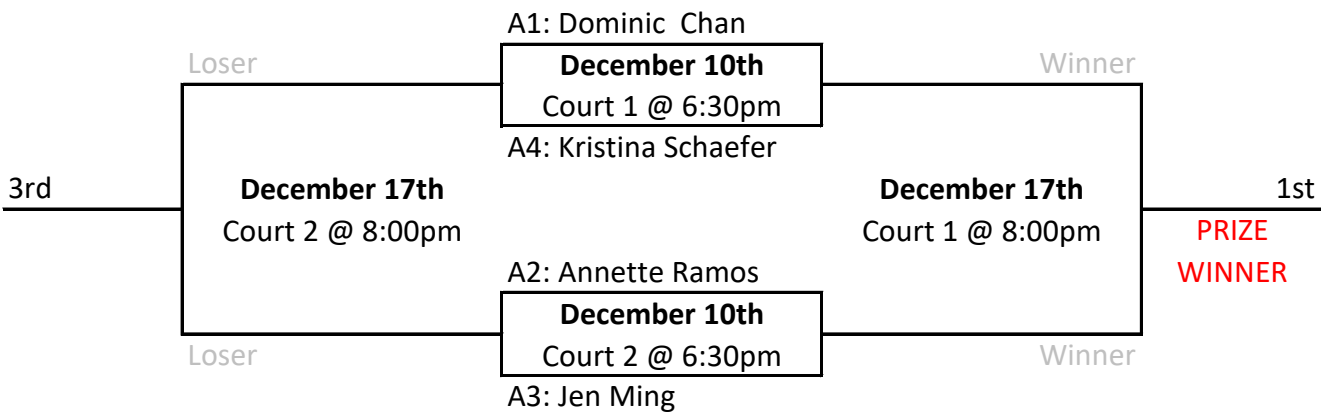 A1: Dominic  Chan
Loser
December 10th
Winner
Court 1 @ 6:30pm
A4: Kristina Schaefer
3rd
December 17th
December 17th
1st
Court 2 @ 8:00pm
Court 1 @ 8:00pm
PRIZE
WINNER
A2: Annette Ramos
December 10th
Loser
Court 2 @ 6:30pm
Winner
A3: Jen Ming